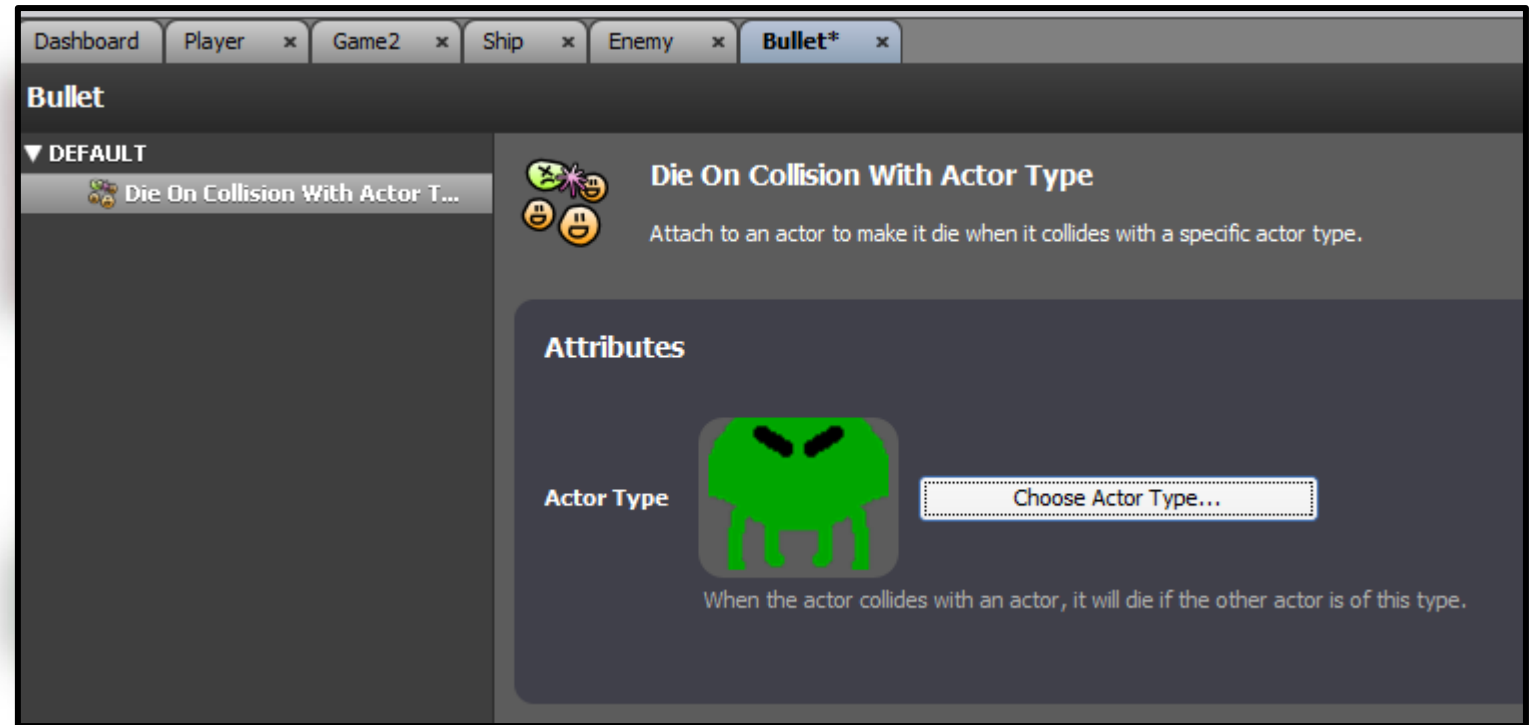 Dashboard Player × Game2 × Ship × Enemy × Bullet* ×
Bullet
▼ DEFAULT
Die On Collision With Actor T...
Die On Collision With Actor Type
Attach to an actor to make it die when it collides with a specific actor type.
Attributes
Actor Type Choose Actor Type...
When the actor collides with an actor, it will die if the other actor is of this type.